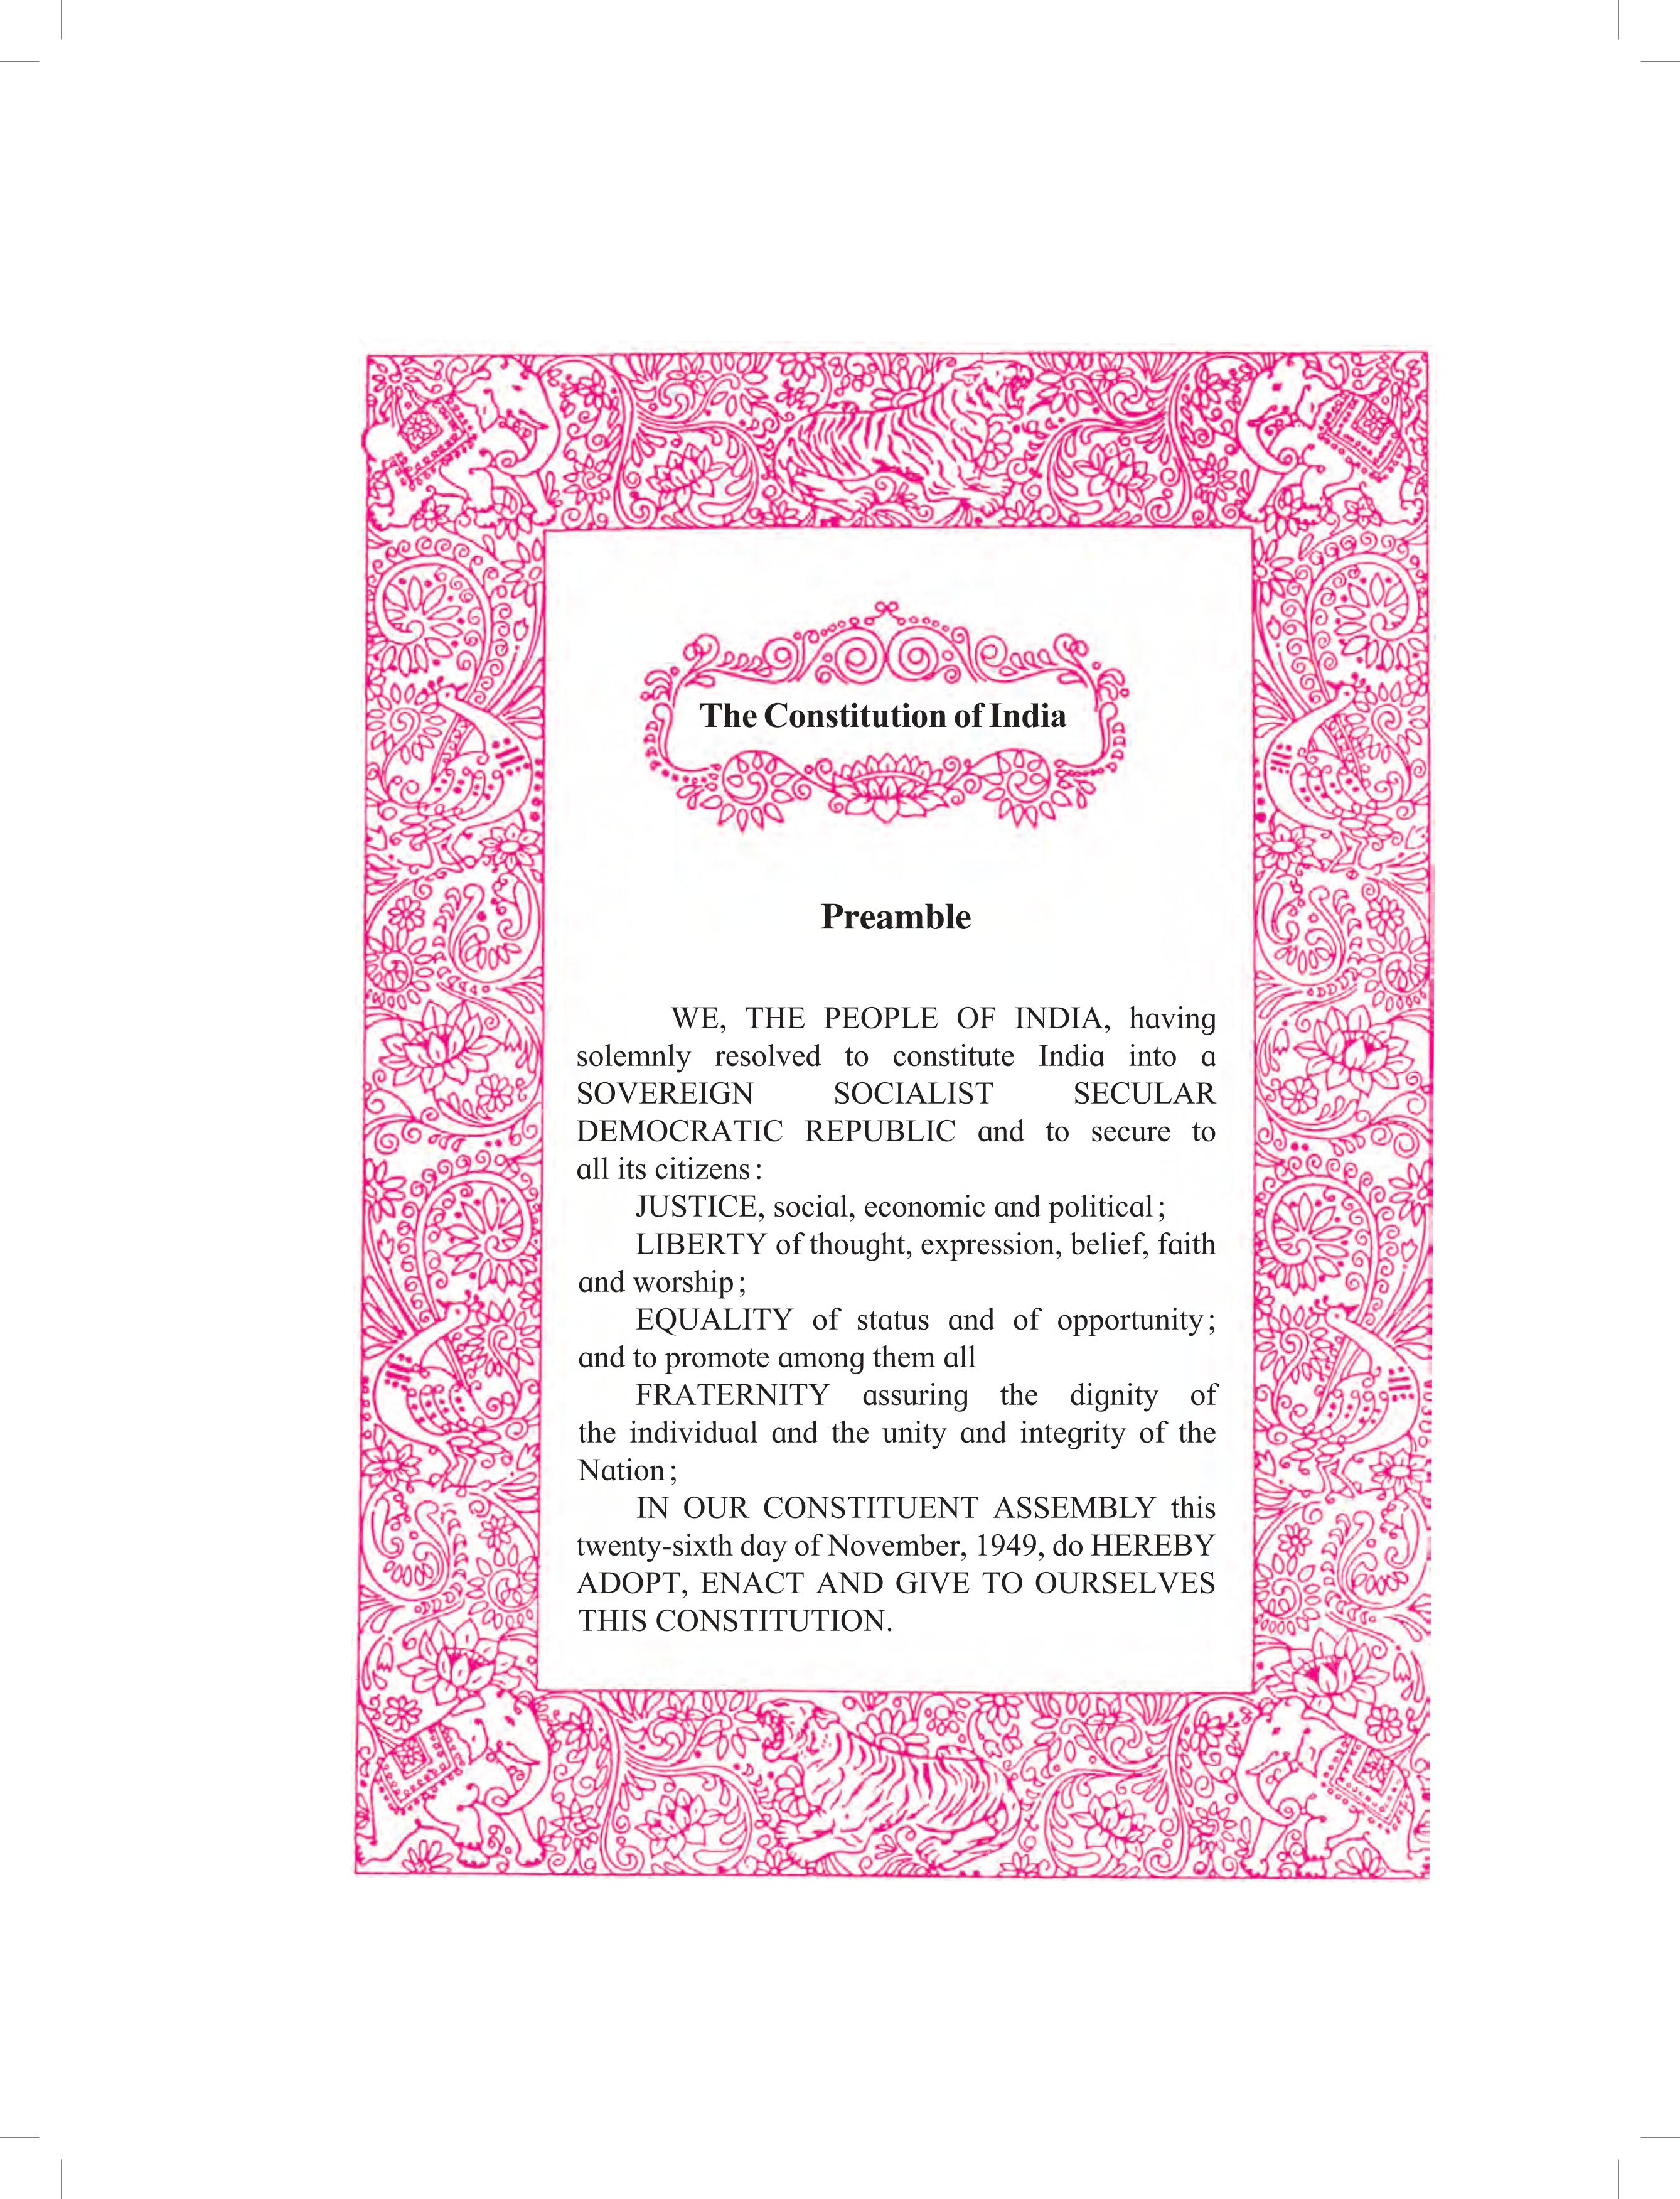 The Constitution of India
Preamble
WE, THE PEOPLE OF INDIA, having
solemnly resolved to constitute India into a
SOVEREIGN SOCIALIST SECULAR
DEMOCRATIC REPUBLIC and to secure to
all its citizens :
JUSTICE, social, economic and political ;
LIBERTY of thought, expression, belief, faith
and worship ;
EQUALITY of status and of opportunity ;
and to promote among them all
FRATERNITY assuring the dignity of
the individual and the unity and integrity of the
Nation ;
IN OUR CONSTITUENT ASSEMBLY this
twenty-sixth day of November, 1949, do HEREBY
ADOPT, ENACT AND GIVE TO OURSELVES
THIS CONSTITUTION.